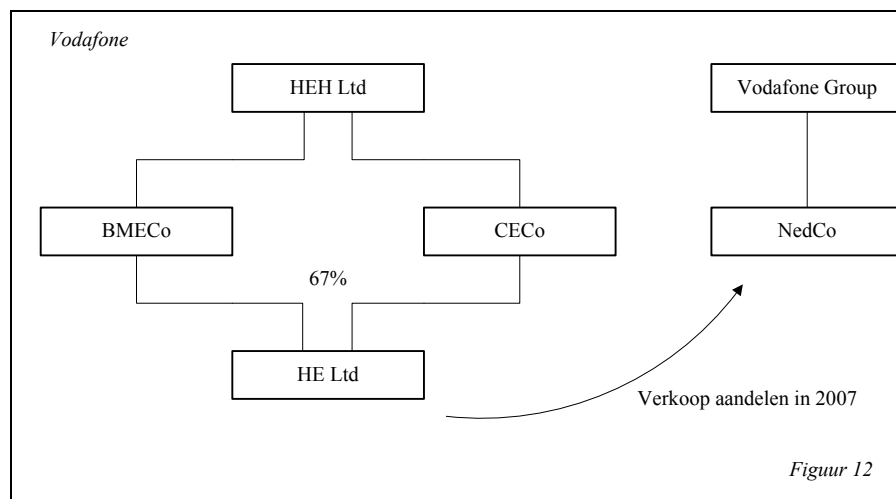 Vodafone
HEH Ltd
Vodafone Group
BMECo
CECo
NedCo
67%
HE Ltd
Verkoop aandelen in 2007
Figuur 12